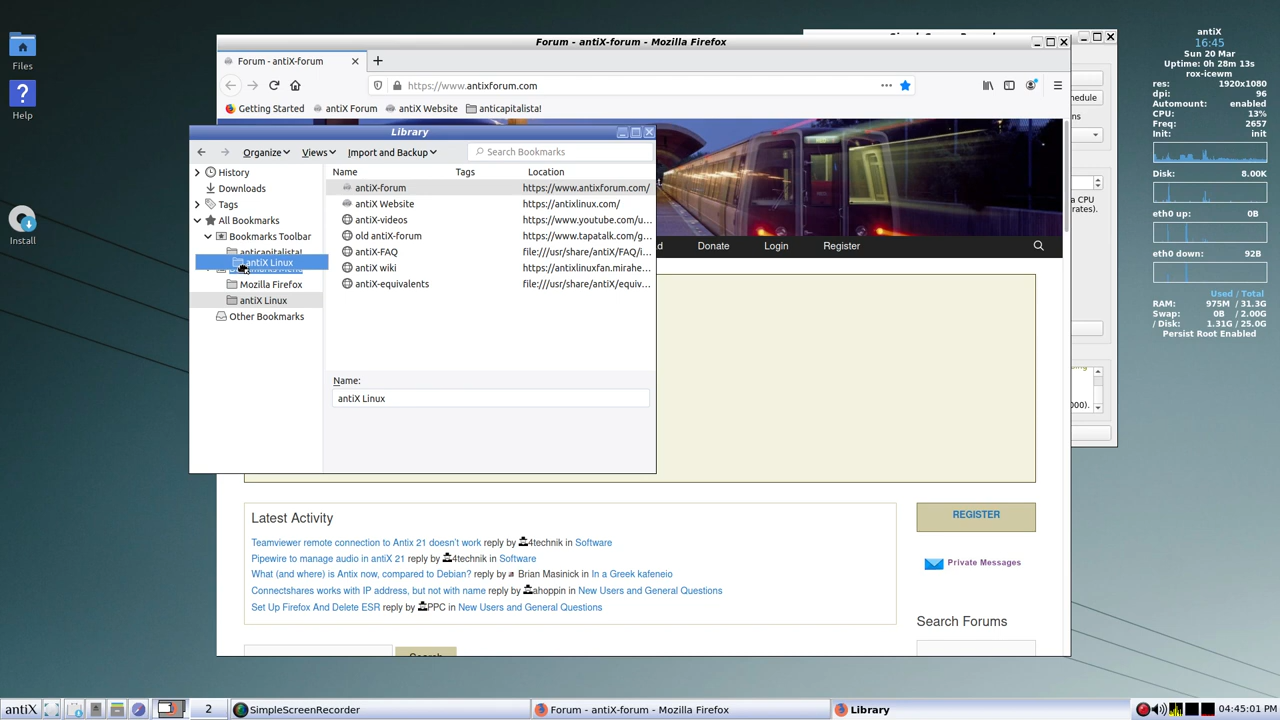 Files
Help
Install
antiX
16:45
Sun 20 Mar
Uptime: 0h 28m 13s
rox-icewm
res: 1920x1080
dpi: 96
Automount: enabled
CPU: 13%
Freq: 2657
Init: init
Disk: 8.00K
eth0 up: 0B
eth0 down: 92B
Used / Total
RAM: 975M / 31.3G
Swap: 0B / 2.00G
/ Disk: 1.31G / 25.0G
Persist Root Enabled
Forum - antiX-forum - Mozilla Firefox
Forum - antiX-forum
https://www.antixforum.com
Getting Started antiX Forum antiX Website anticapitalista!
Library
Organize Views Import and Backup Search Bookmarks
History
Downloads
Tags
All Bookmarks
Bookmarks Toolbar
anticapitalista!
antiX Linux
Mozilla Firefox
antiX Linux
Other Bookmarks
Name Tags Location
antiX-forum https://www.antixforum.com/
antiX Website https://antixlinux.com/
antiX-videos https://www.youtube.com/u...
old antiX-forum https://www.tapatalk.com/g...
antiX-FAQ file:///usr/share/antiX/FAQ/i...
antiX wiki https://antixlinuxfan.mirahe...
antiX-equivalents file:///usr/share/antiX/equiv...
Name:
antiX Linux
Donate Login Register
Latest Activity
Teamviewer remote connection to Antix 21 doesn't work reply by 4technik in Software
Pipewire to manage audio in antiX 21 reply by 4technik in Software
What (and where) is Antix now, compared to Debian? reply by Brian Masinick in In a Greek kafeneio
Connectshares works with IP address, but not with name reply by ahoppin in New Users and General Questions
Set Up Firefox And Delete ESR reply by PPC in New Users and General Questions
REGISTER
Private Messages
Search Forums
Search
antiX 2 SimpleScreenRecorder Forum - antiX-forum - Mozilla Firefox Library 04:45:01 PM